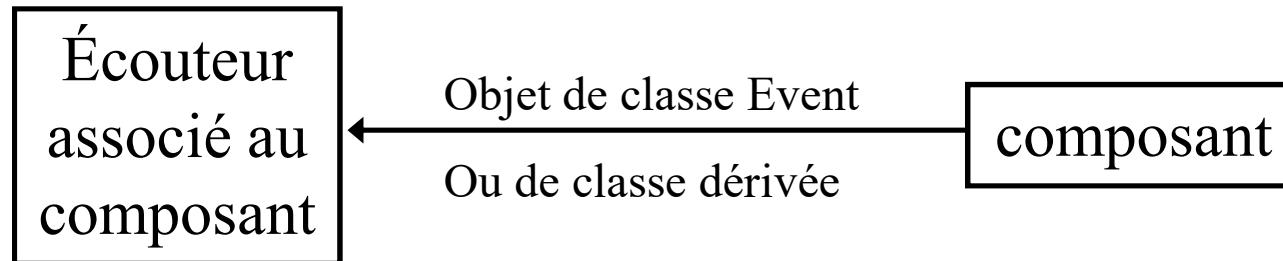 Écouteur
associé au
composant
Objet de classe Event
Ou de classe dérivée
composant